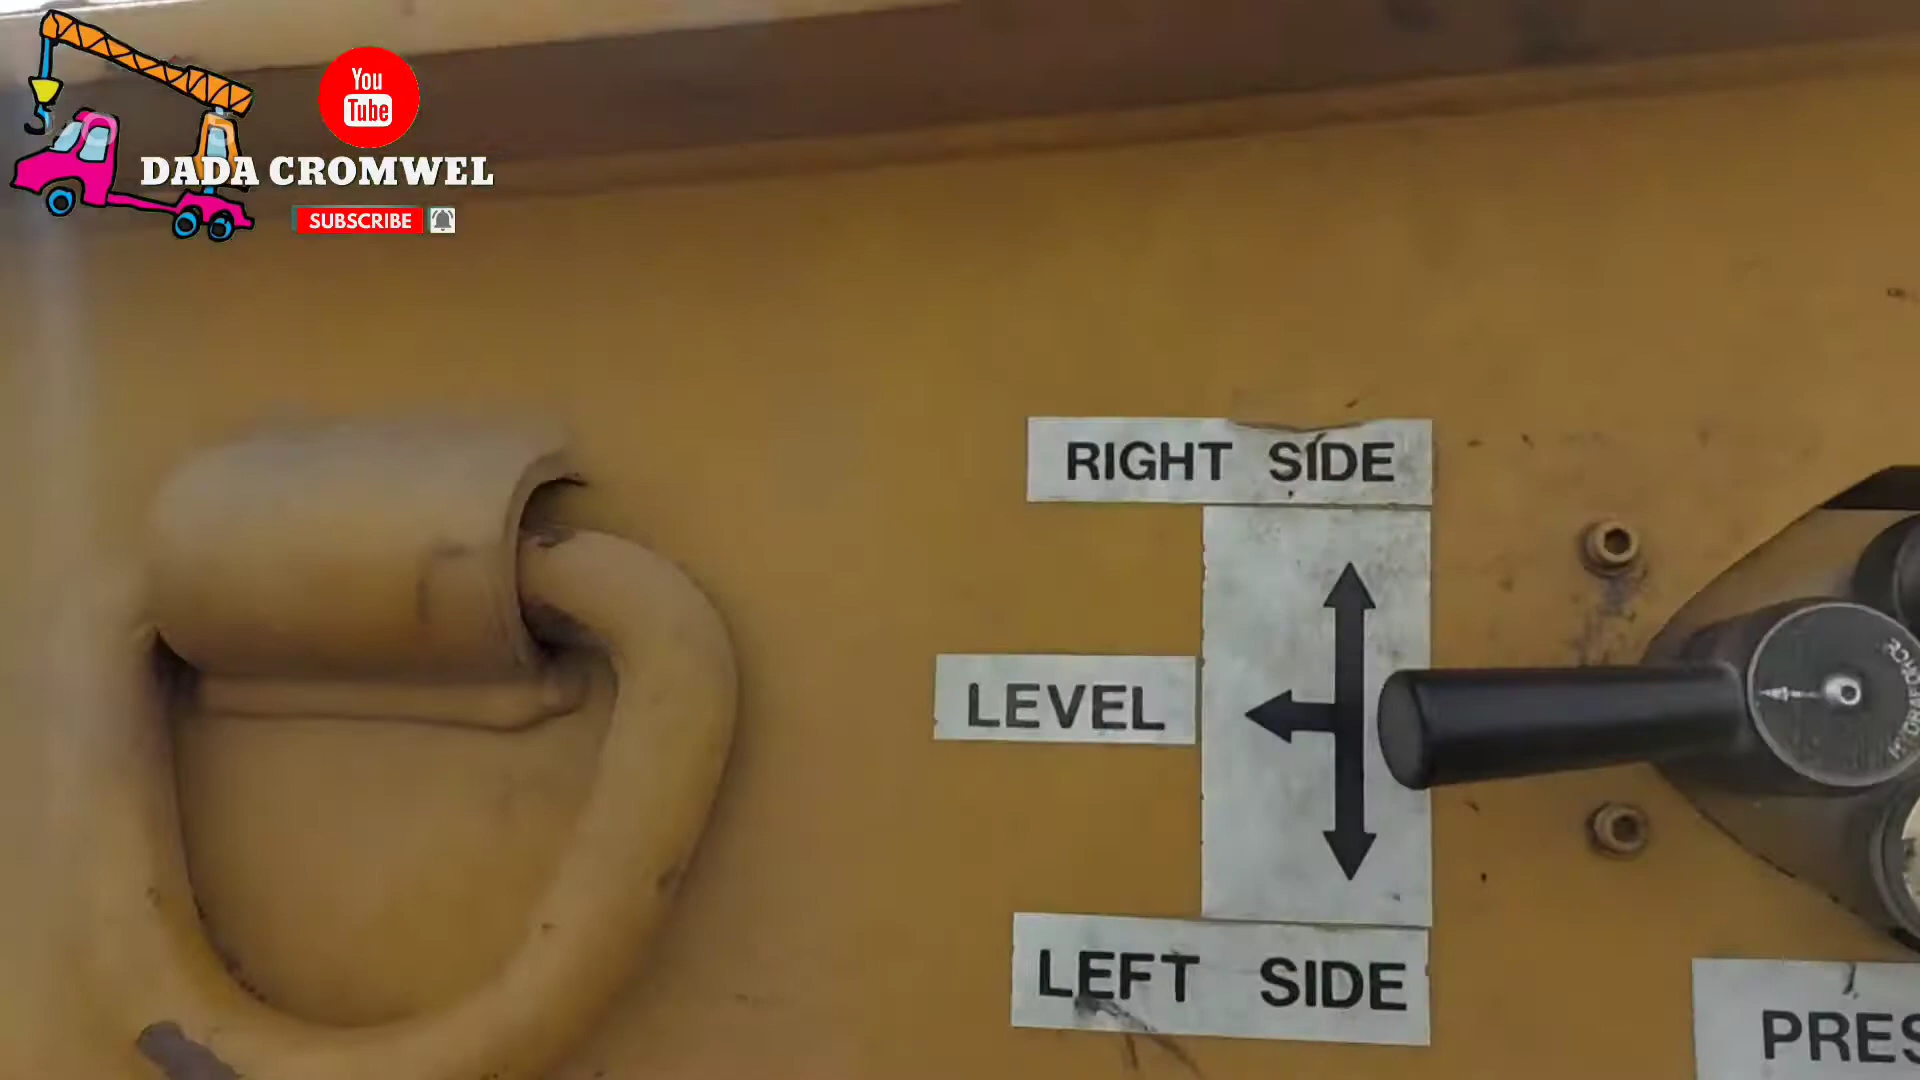 You
Tube
DADA CROMWEL
SUBSCRIBE
RIGHT SIDE
LEVEL
LEFT SIDE
PRES